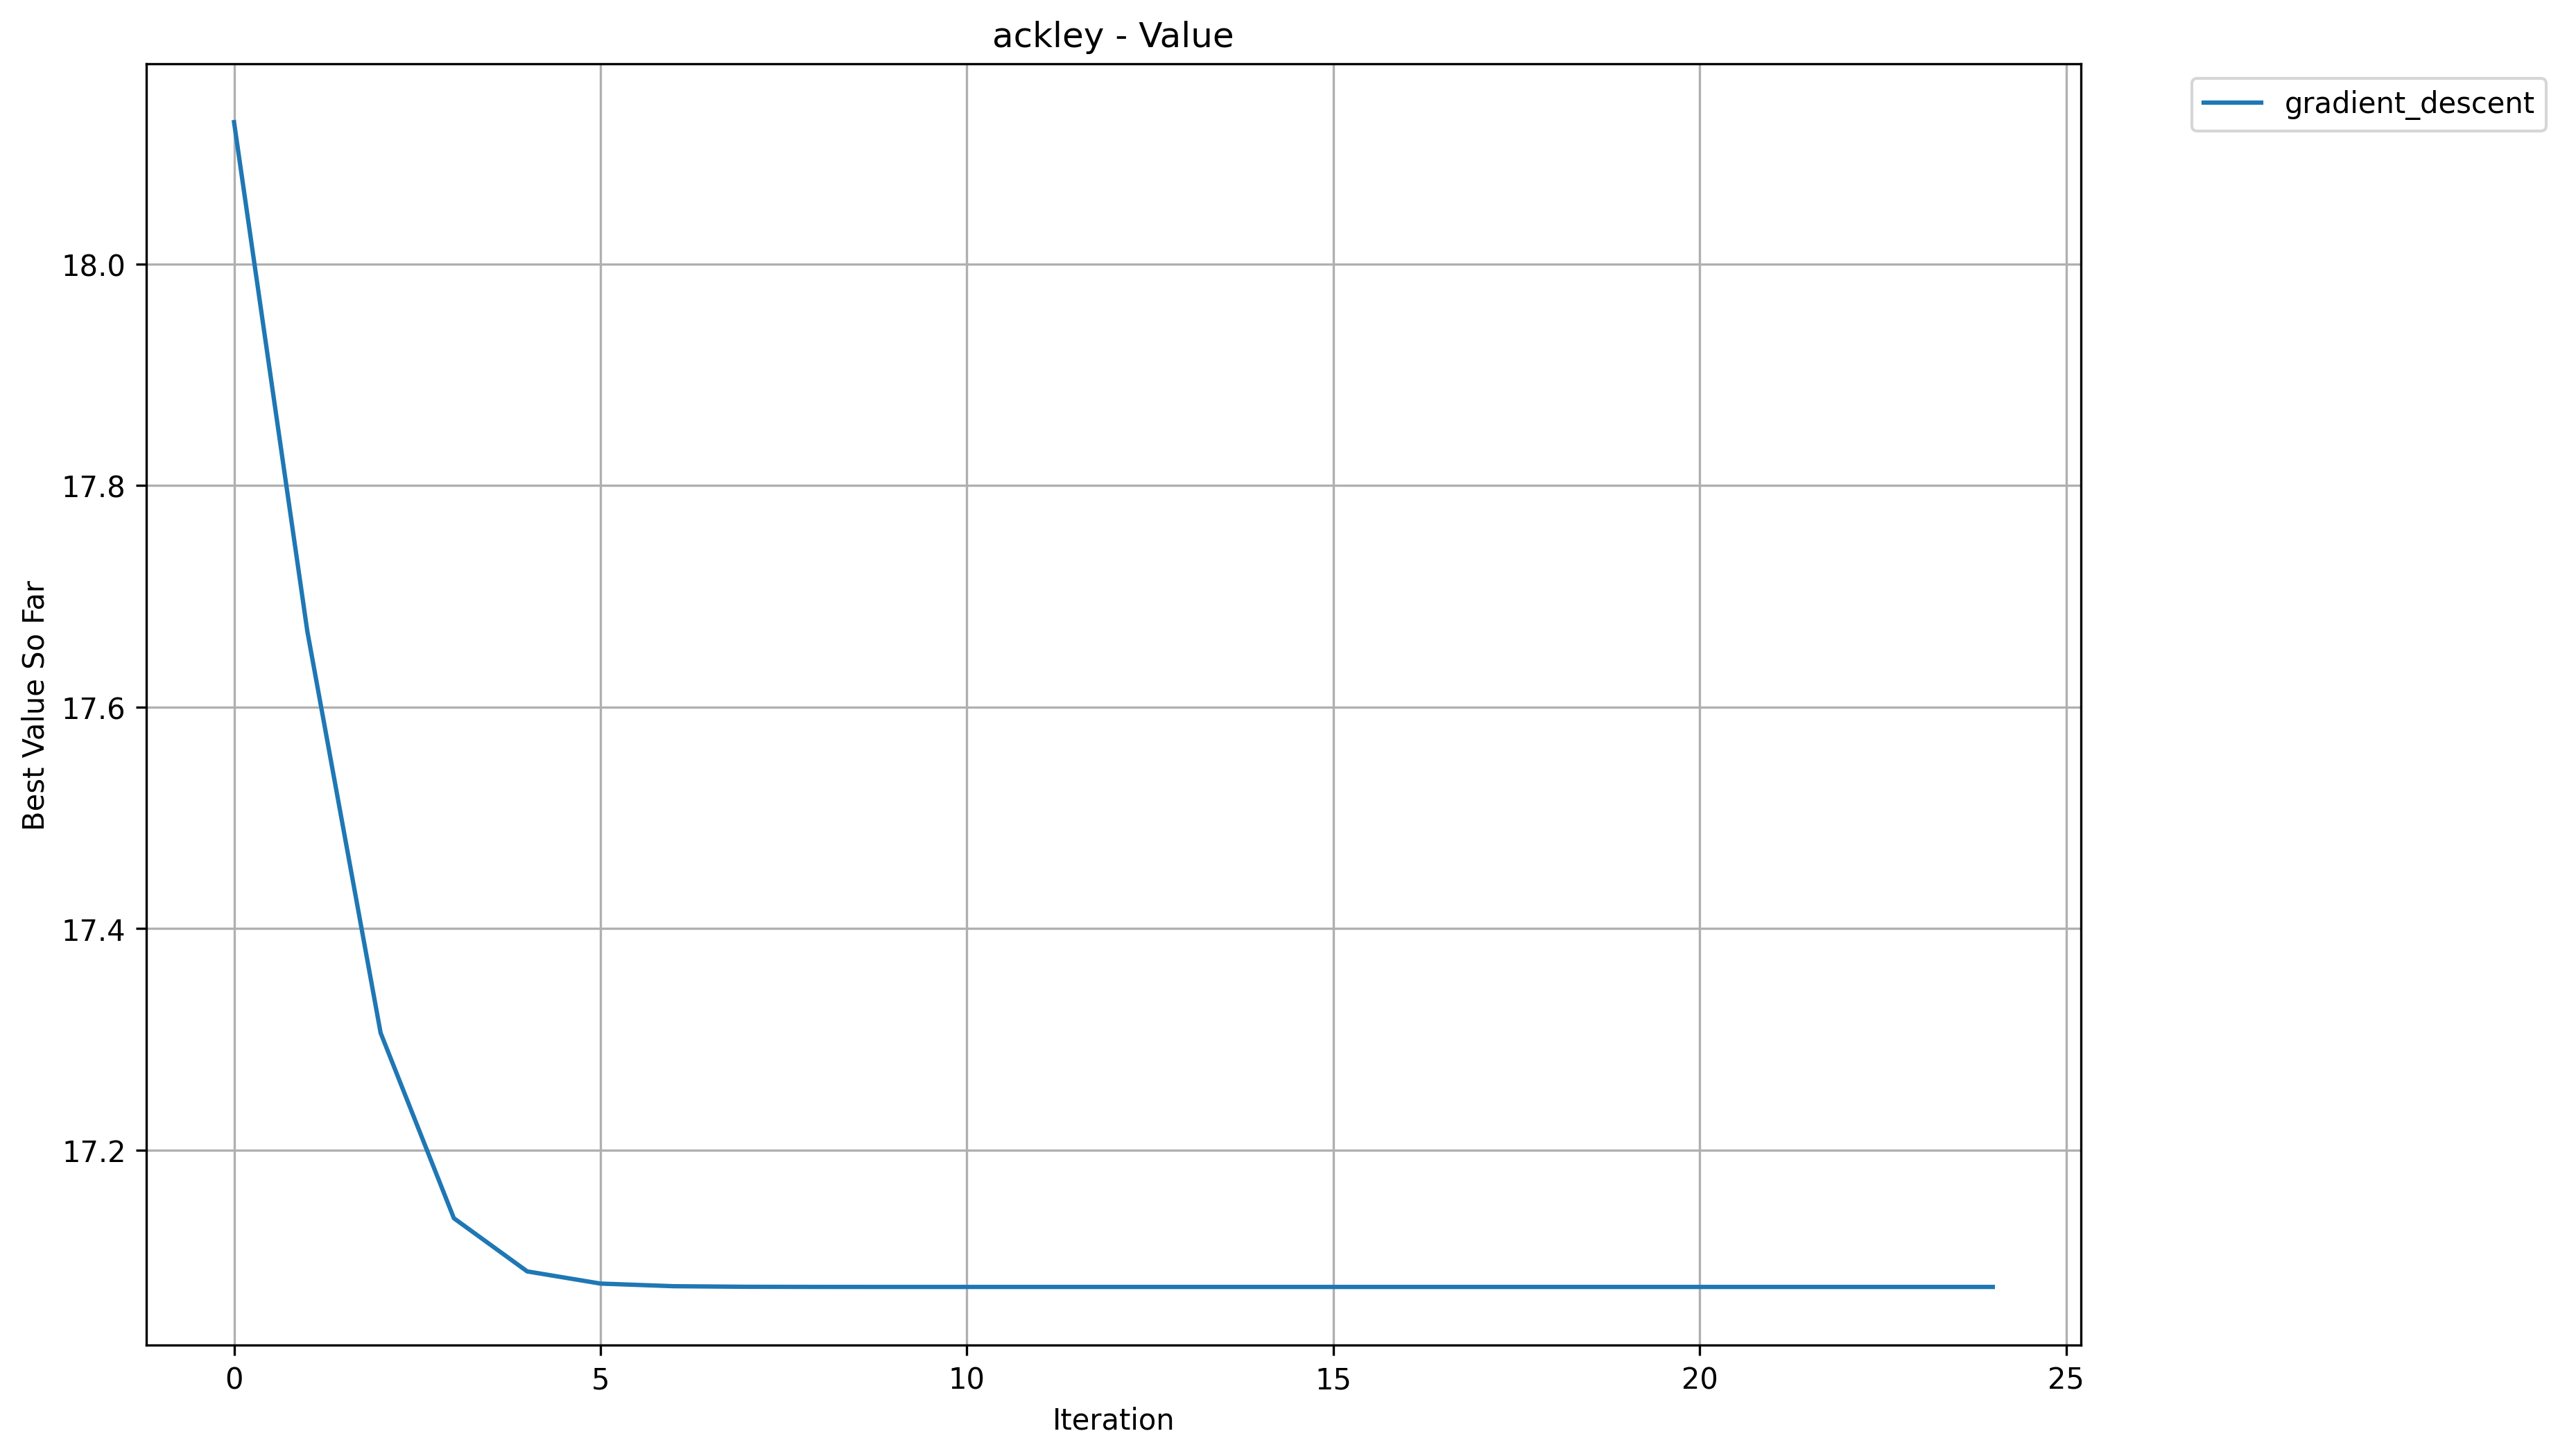 ackley - Value
gradient_descent
Best Value So Far
18.0
17.8
17.6
17.4
17.2
0 5 10 15 20 25
Iteration